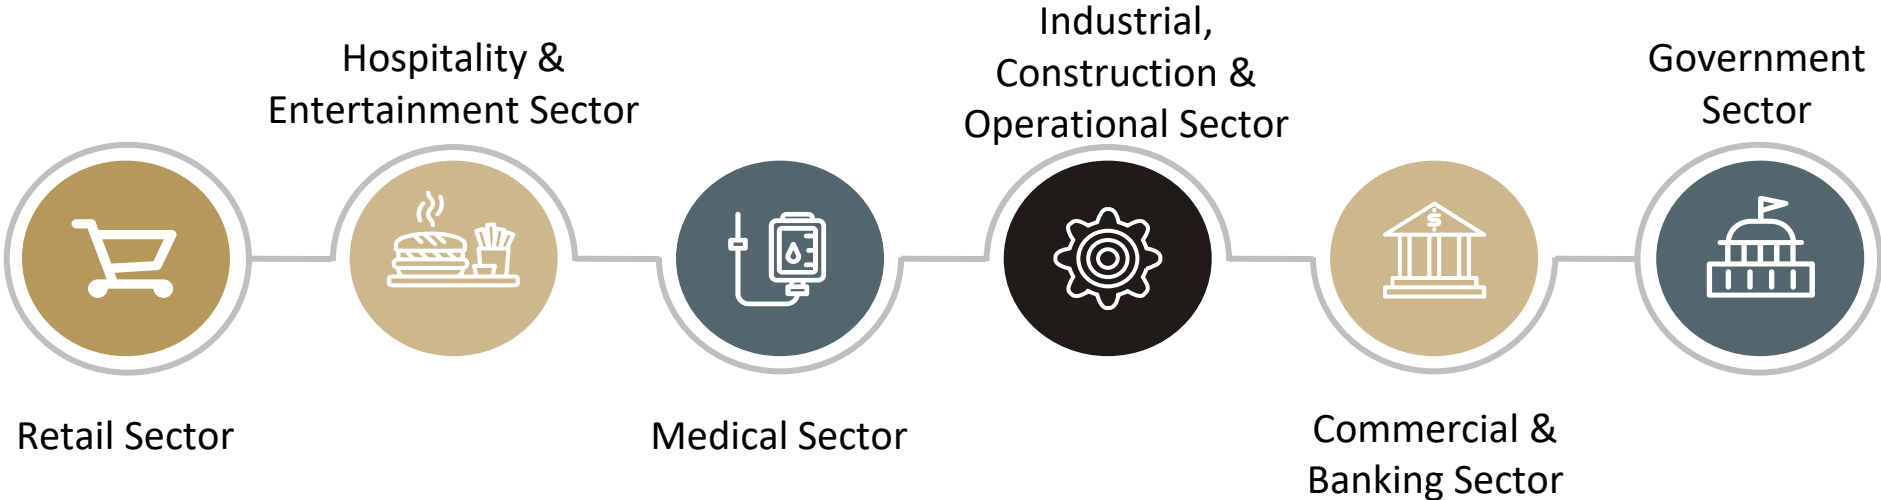 Retail Sector
Hospitality &
Entertainment Sector
Medical Sector
Industrial,
Construction &
Operational Sector
$
Commercial &
Banking Sector
Government
Sector